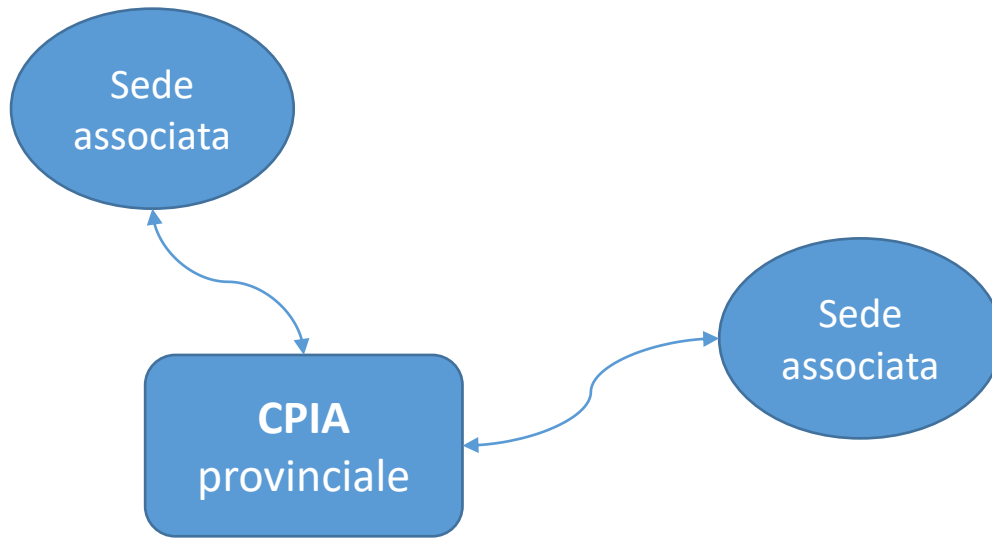 Sede
associata
Sede
associata
CPIA
provinciale